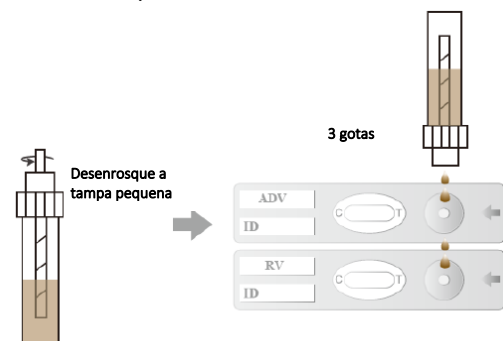 3 gotas
Desenrosque a
tampa pequena
ADV
C T
ID
RV
C T
ID